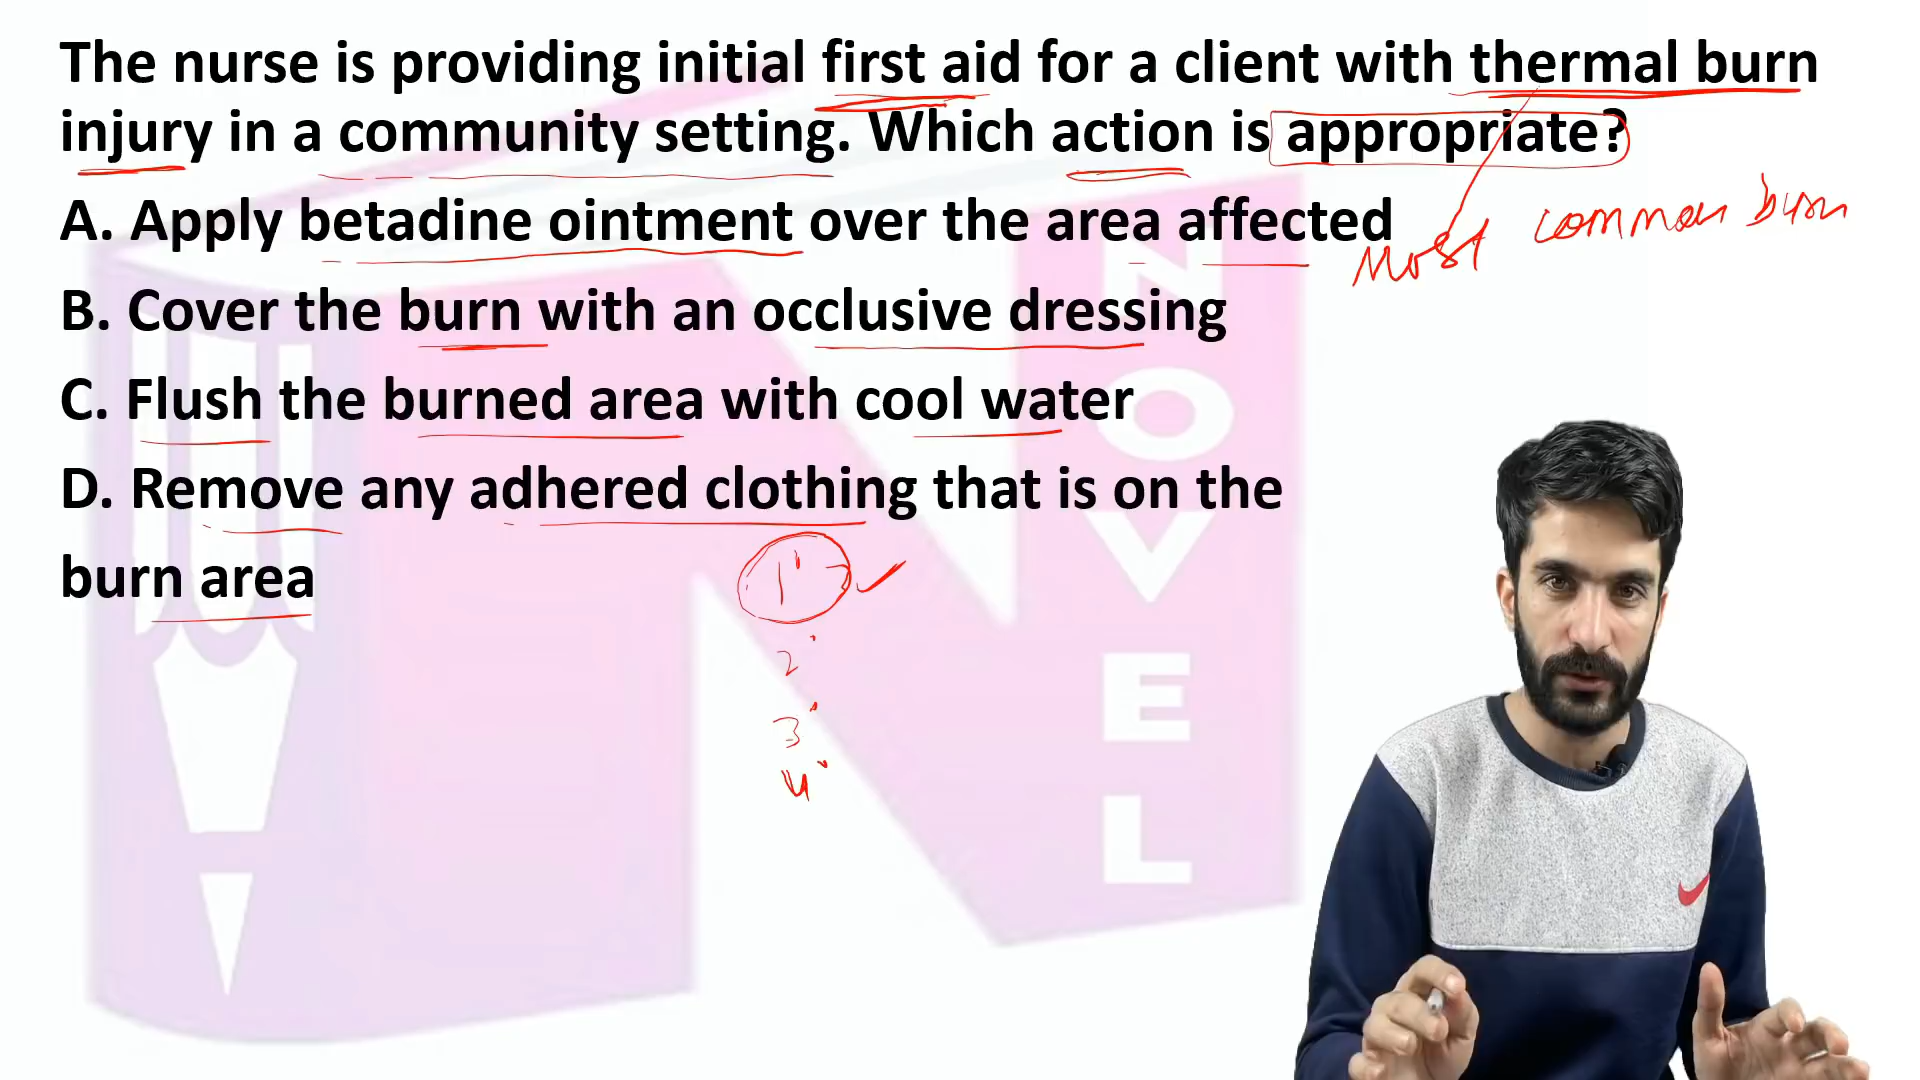 The nurse is providing initial first aid for a client with thermal burn
injury in a community setting. Which action is appropriate?
A. Apply betadine ointment over the area affected
Most common burn
B. Cover the burn with an occlusive dressing
C. Flush the burned area with cool water
D. Remove any adhered clothing that is on the
burn area
1°
2°
3°
4°
NOVEL